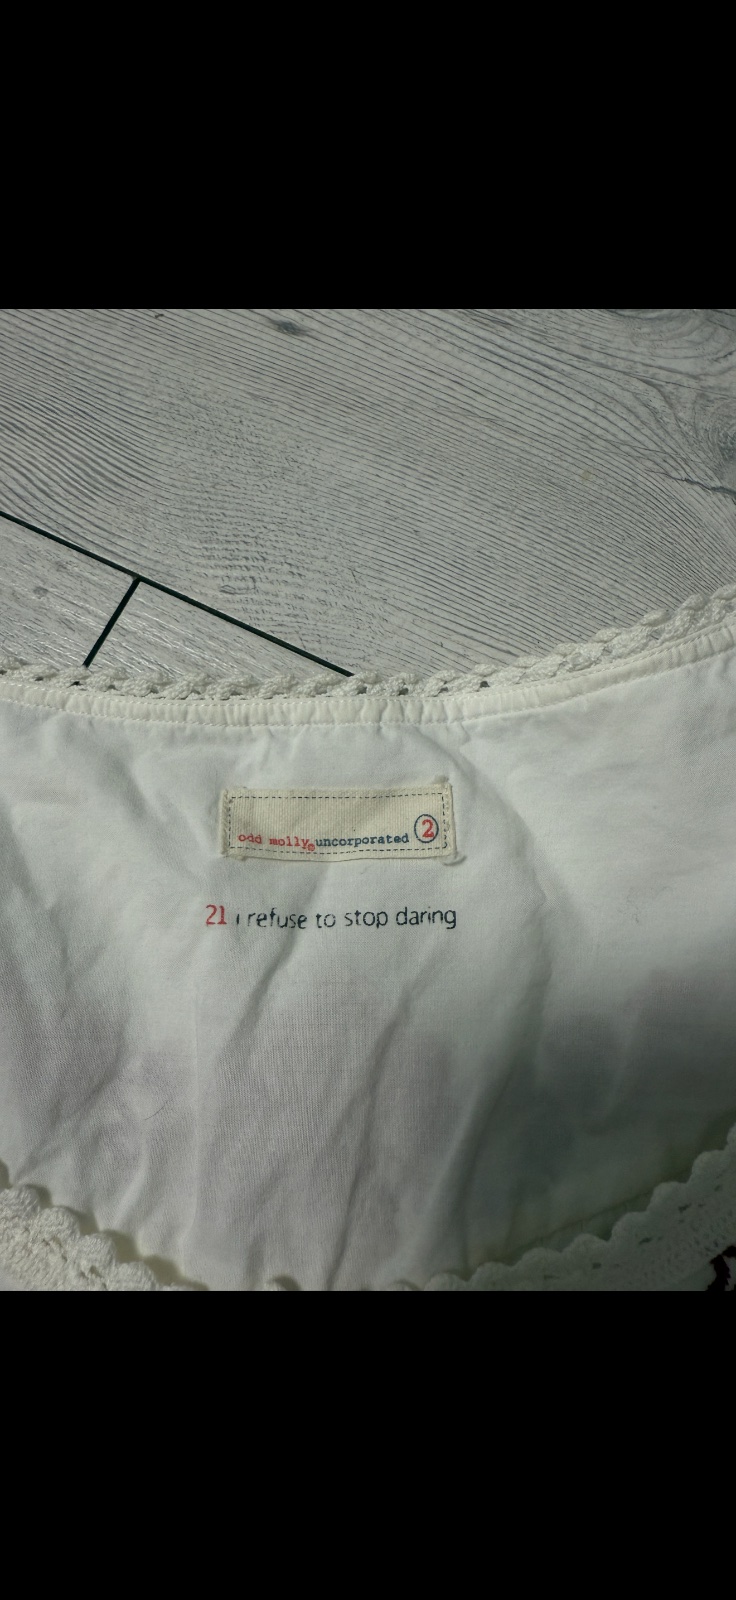 odd molly uncorporated 2
21 i refuse to stop daring